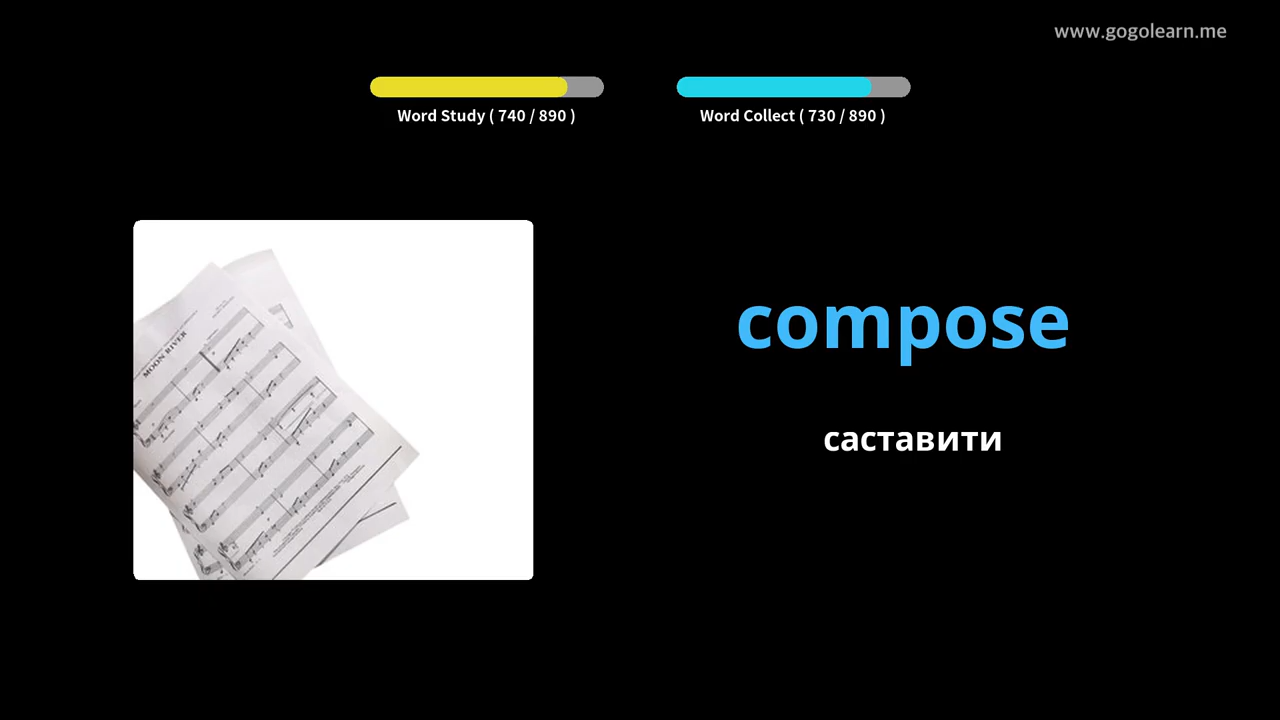 www.gogolearn.me
Word Study ( 740 / 890 )
Word Collect ( 730 / 890 )
MOON RIVER
compose
саставити